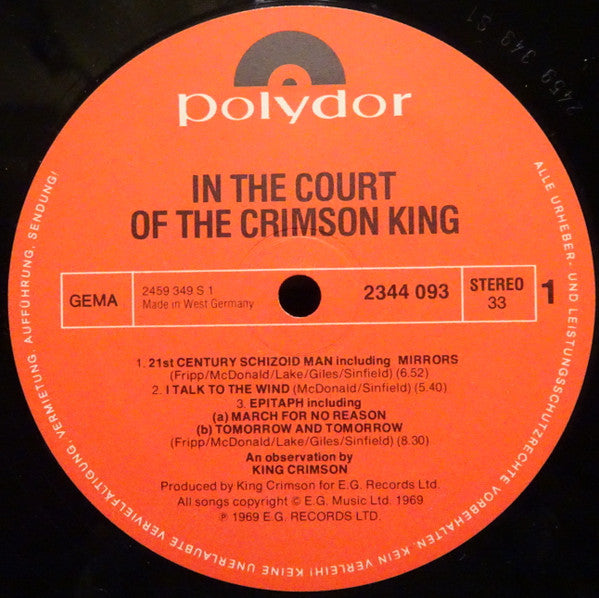 polydor
IN THE COURT
OF THE CRIMSON KING
GEMA
2459 349 S 1
Made in West Germany
2344 093
STEREO
33
1
1. 21st CENTURY SCHIZOID MAN including MIRRORS
(Fripp/McDonald/Lake/Giles/Sinfield) (6.52)
2. I TALK TO THE WIND (McDonald/Sinfield) (5.40)
3. EPITAPH including
(a) MARCH FOR NO REASON
(b) TOMORROW AND TOMORROW
(Fripp/McDonald/Lake/Giles/Sinfield) (8.30)
An observation by
KING CRIMSON
Produced by King Crimson for E.G. Records Ltd.
All songs copyright © E.G. Music Ltd. 1969
℗ 1969 E.G. RECORDS LTD.
ALLE URHEBER- UND LEISTUNGSSCHUTZRECHTE VORBEHALTEN. KEIN VERLEIH! KEINE UNERLAUBTE VERVIELFÄLTIGUNG, VERMIETUNG, AUFFÜHRUNG, SENDUNG!
2459 349 S1